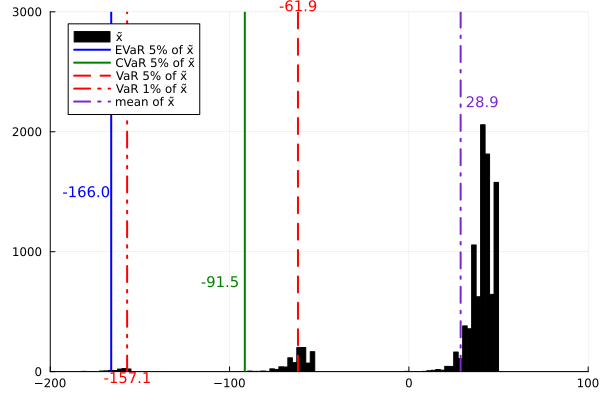 -61.9
3000
x̃
EVaR 5% of x̃
CVaR 5% of x̃
VaR 5% of x̃
VaR 1% of x̃
mean of x̃
28.9
2000
-166.0
1000
-91.5
0
-157.1
−200
−100
0
100